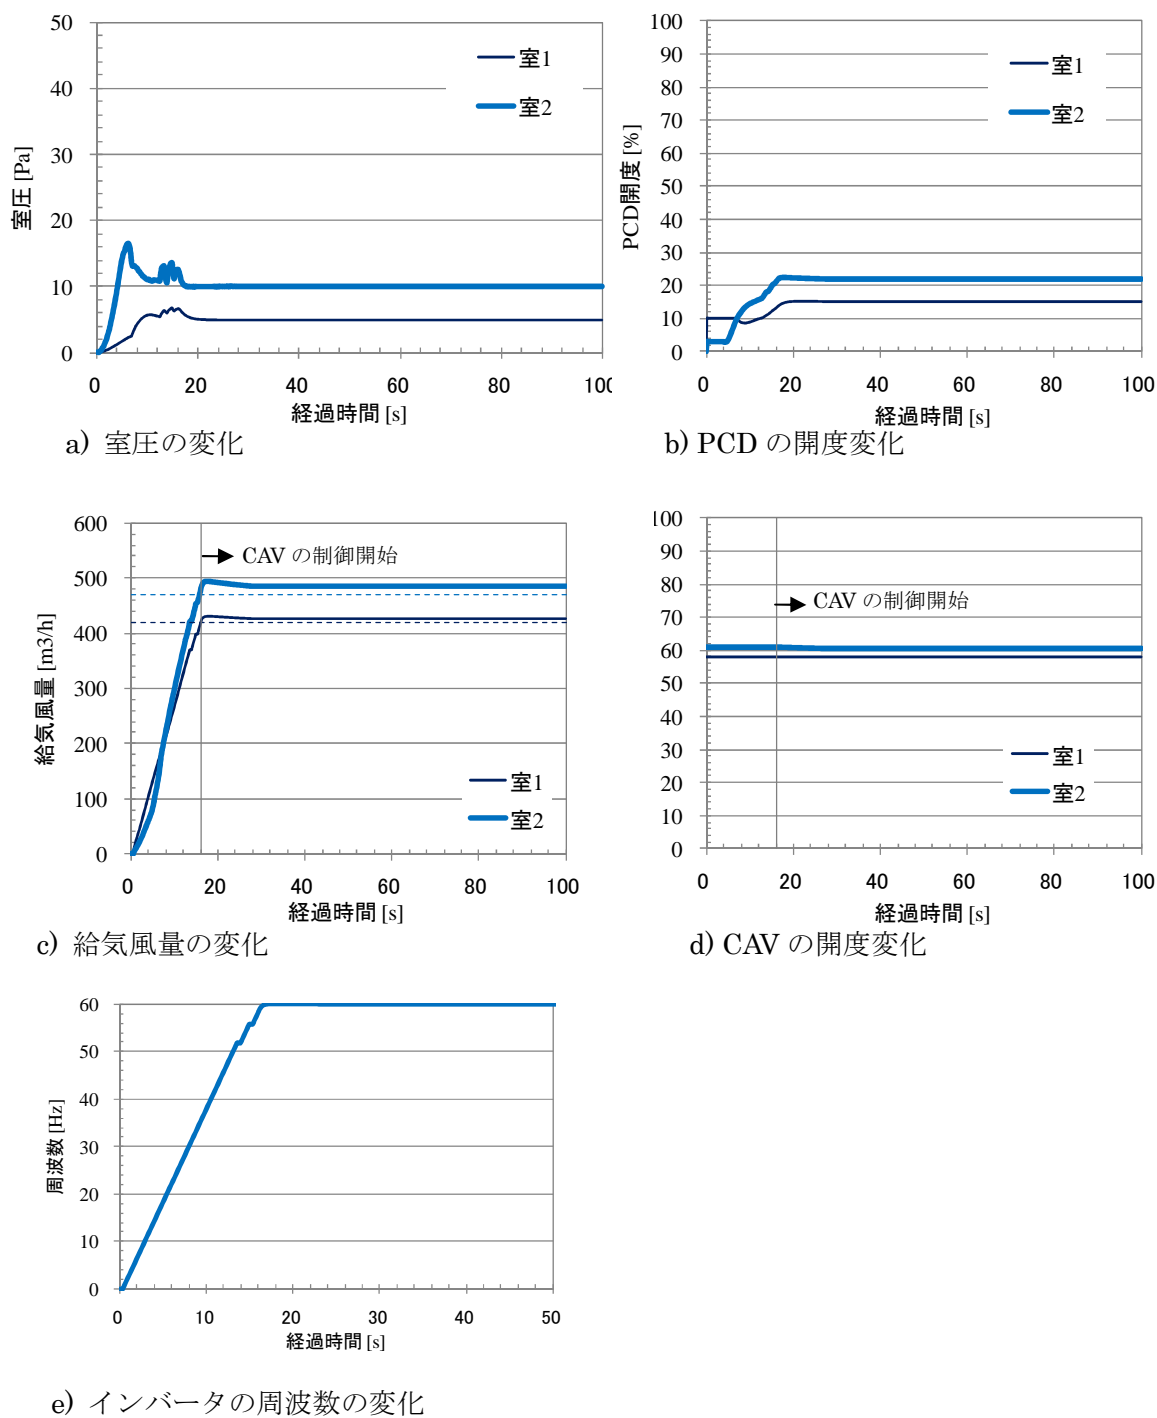 50
40
30
20
10
0
室圧 [Pa]
室1
室2
0 20 40 60 80 100
経過時間 [s]
a) 室圧の変化
100
90
80
70
60
50
40
30
20
10
0
PCD開度 [%]
室1
室2
0 20 40 60 80 100
経過時間 [s]
b) PCD の開度変化
600
500
400
300
200
100
0
給気風量 [m3/h]
CAV の制御開始
室1
室2
0 20 40 60 80 100
経過時間 [s]
c) 給気風量の変化
100
90
80
70
60
50
40
30
20
10
0
CAV の制御開始
室1
室2
0 20 40 60 80 100
経過時間 [s]
d) CAV の開度変化
60
50
40
30
20
10
0
周波数 [Hz]
0 10 20 30 40 50
経過時間 [s]
e) インバータの周波数の変化